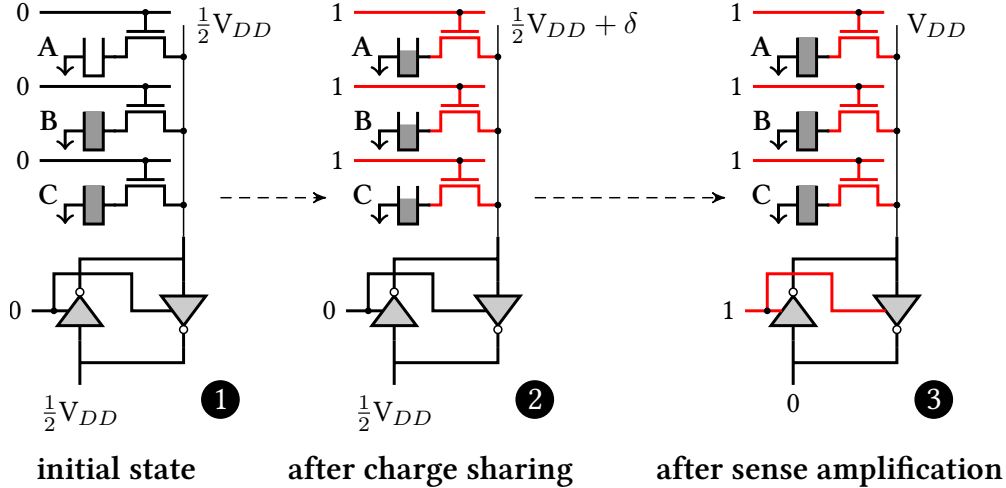 0
½V_DD
A
0
B
0
C
0
½V_DD
1
initial state
1
½V_DD + δ
A
1
B
1
C
0
½V_DD
2
after charge sharing
1
V_DD
A
1
B
1
C
1
0
3
after sense amplification